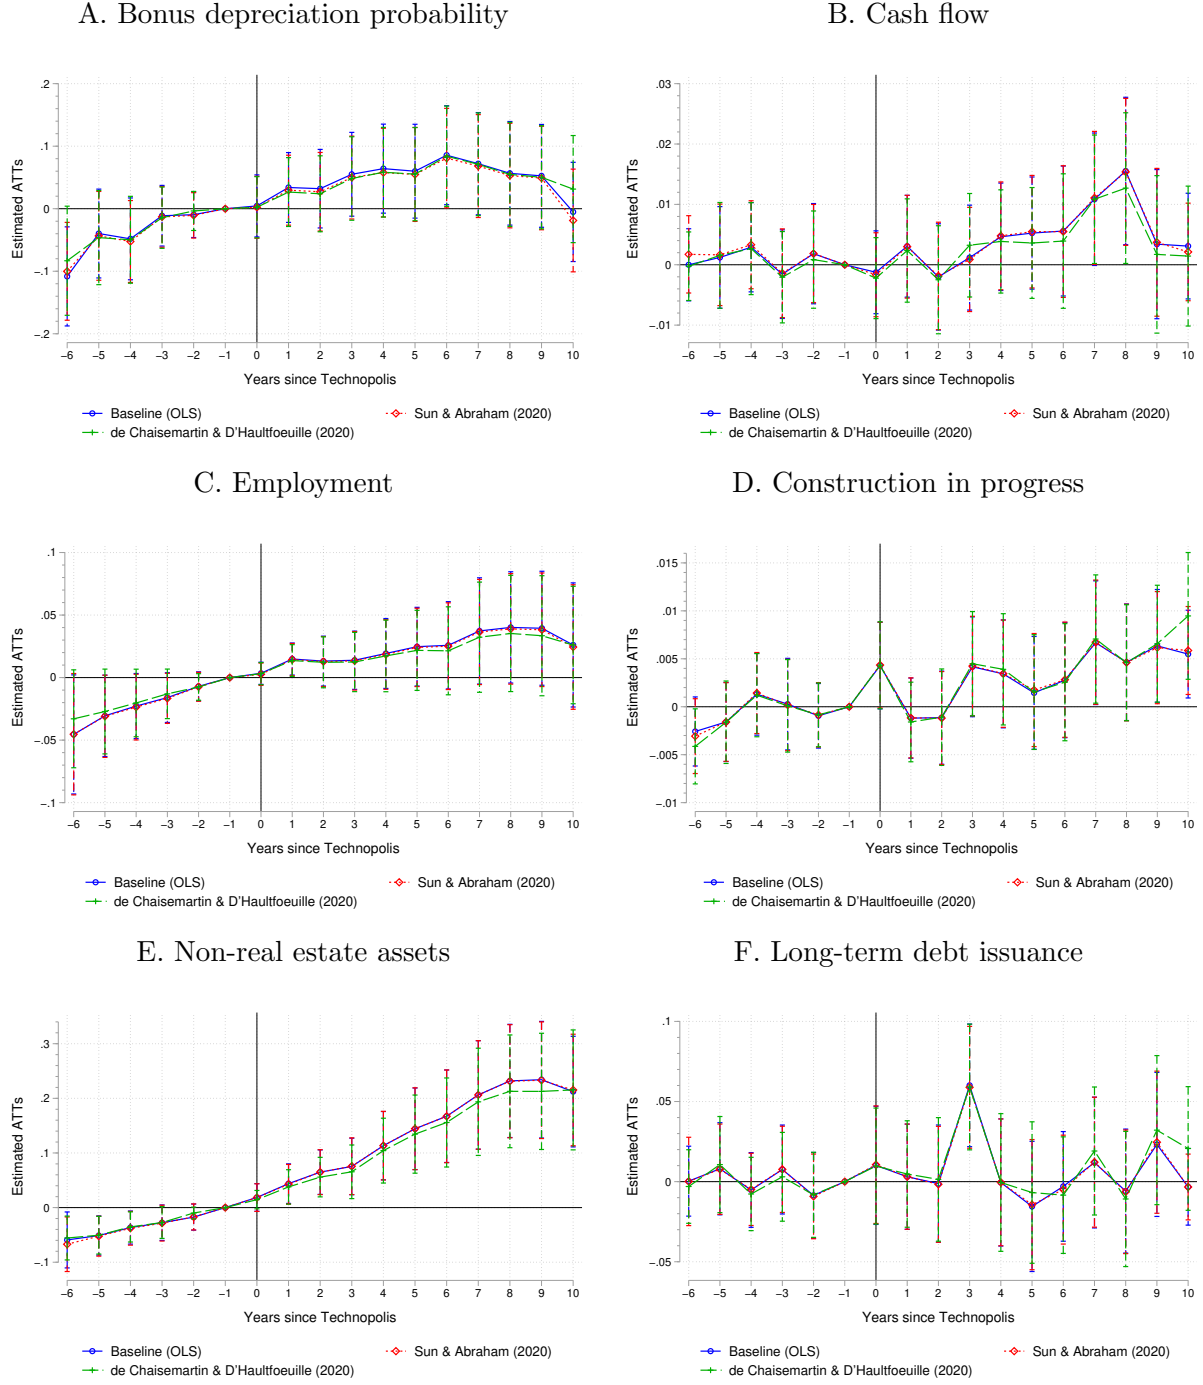 A. Bonus depreciation probability
Estimated ATTs
.2
.1
0
−.1
−.2
−6 −5 −4 −3 −2 −1 0 1 2 3 4 5 6 7 8 9 10
Years since Technopolis
Baseline (OLS)
Sun & Abraham (2020)
de Chaisemartin & D'Haultfoeuille (2020)
B. Cash flow
Estimated ATTs
.03
.02
.01
0
−.01
−6 −5 −4 −3 −2 −1 0 1 2 3 4 5 6 7 8 9 10
Years since Technopolis
Baseline (OLS)
Sun & Abraham (2020)
de Chaisemartin & D'Haultfoeuille (2020)
C. Employment
Estimated ATTs
.1
.05
0
−.05
−.1
−6 −5 −4 −3 −2 −1 0 1 2 3 4 5 6 7 8 9 10
Years since Technopolis
Baseline (OLS)
Sun & Abraham (2020)
de Chaisemartin & D'Haultfoeuille (2020)
D. Construction in progress
Estimated ATTs
.015
.01
.005
0
−.005
−.01
−6 −5 −4 −3 −2 −1 0 1 2 3 4 5 6 7 8 9 10
Years since Technopolis
Baseline (OLS)
Sun & Abraham (2020)
de Chaisemartin & D'Haultfoeuille (2020)
E. Non-real estate assets
Estimated ATTs
.3
.2
.1
0
−.1
−6 −5 −4 −3 −2 −1 0 1 2 3 4 5 6 7 8 9 10
Years since Technopolis
Baseline (OLS)
Sun & Abraham (2020)
de Chaisemartin & D'Haultfoeuille (2020)
F. Long-term debt issuance
Estimated ATTs
.1
.05
0
−.05
−6 −5 −4 −3 −2 −1 0 1 2 3 4 5 6 7 8 9 10
Years since Technopolis
Baseline (OLS)
Sun & Abraham (2020)
de Chaisemartin & D'Haultfoeuille (2020)